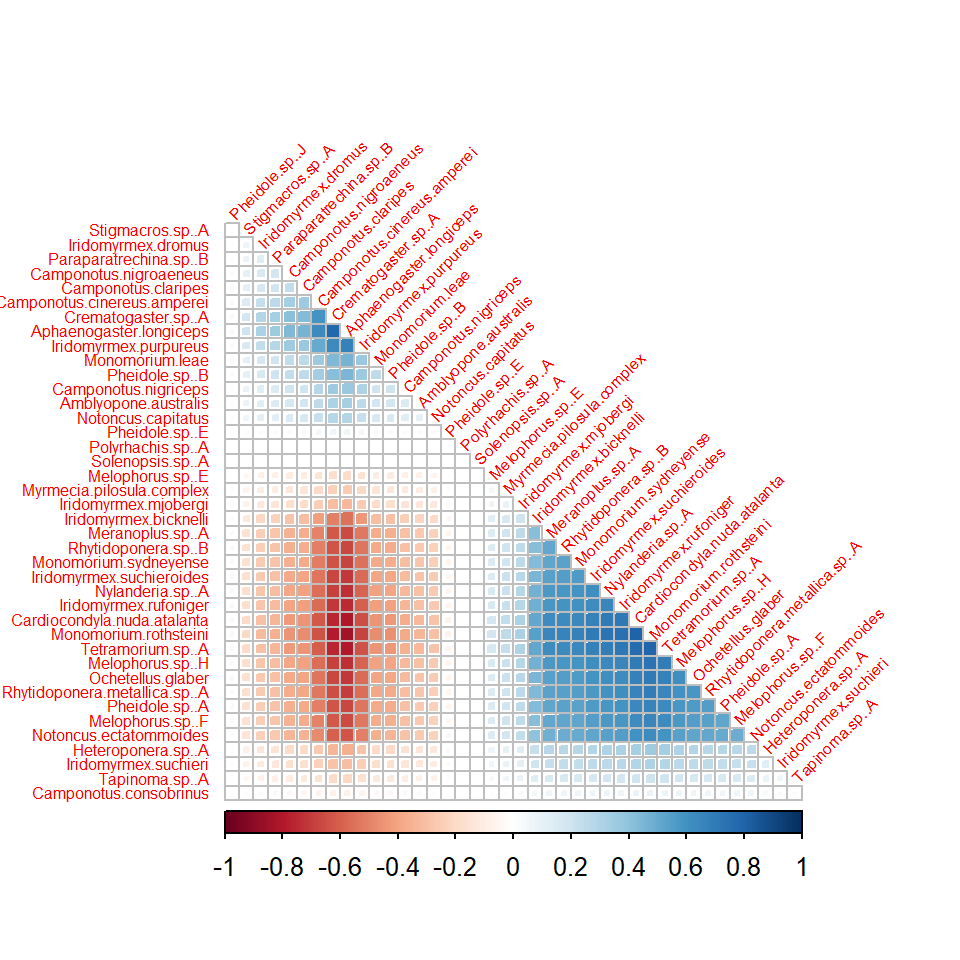 Pheidole.sp..J
Stigmacros.sp..A
Iridomyrmex.dromus
Paraparatrechina.sp..B
Camponotus.nigroaeneus
Camponotus.claripes
Camponotus.cinereus.amperei
Crematogaster.sp..A
Aphaenogaster.longiceps
Iridomyrmex.purpureus
Monomorium.leae
Pheidole.sp..B
Camponotus.nigriceps
Amblyopone.australis
Notoncus.capitatus
Pheidole.sp..E
Polyrhachis.sp..A
Solenopsis.sp..A
Melophorus.sp..E
Myrmecia.pilosula.complex
Iridomyrmex.mjobergi
Iridomyrmex.bicknelli
Meranoplus.sp..A
Rhytidoponera.sp..B
Monomorium.sydneyense
Iridomyrmex.suchieroides
Nylanderia.sp..A
Iridomyrmex.rufoniger
Cardiocondyla.nuda.atalanta
Monomorium.rothsteini
Tetramorium.sp..A
Melophorus.sp..H
Ochetellus.glaber
Rhytidoponera.metallica.sp..A
Pheidole.sp..A
Melophorus.sp..F
Notoncus.ectatommoides
Heteroponera.sp..A
Iridomyrmex.suchieri
Tapinoma.sp..A
Stigmacros.sp..A
Iridomyrmex.dromus
Paraparatrechina.sp..B
Camponotus.nigroaeneus
Camponotus.claripes
Camponotus.cinereus.amperei
Crematogaster.sp..A
Aphaenogaster.longiceps
Iridomyrmex.purpureus
Monomorium.leae
Pheidole.sp..B
Camponotus.nigriceps
Amblyopone.australis
Notoncus.capitatus
Pheidole.sp..E
Polyrhachis.sp..A
Solenopsis.sp..A
Melophorus.sp..E
Myrmecia.pilosula.complex
Iridomyrmex.mjobergi
Iridomyrmex.bicknelli
Meranoplus.sp..A
Rhytidoponera.sp..B
Monomorium.sydneyense
Iridomyrmex.suchieroides
Nylanderia.sp..A
Iridomyrmex.rufoniger
Cardiocondyla.nuda.atalanta
Monomorium.rothsteini
Tetramorium.sp..A
Melophorus.sp..H
Ochetellus.glaber
Rhytidoponera.metallica.sp..A
Pheidole.sp..A
Melophorus.sp..F
Notoncus.ectatommoides
Heteroponera.sp..A
Iridomyrmex.suchieri
Tapinoma.sp..A
Camponotus.consobrinus
-1 -0.8 -0.6 -0.4 -0.2 0 0.2 0.4 0.6 0.8 1